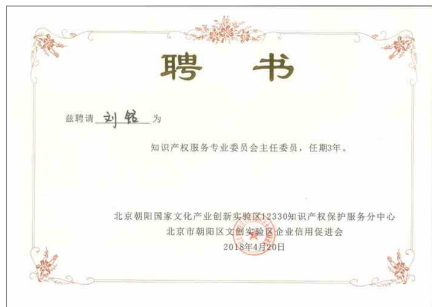 聘 书
兹聘请 刘 为
知识产权服务专业委员会主任委员，任期3年。
北京朝阳国家文化产业创新实验区12330知识产权保护服务分中心
北京市朝阳区文创实验区企业信用促进会
2018年4月20日